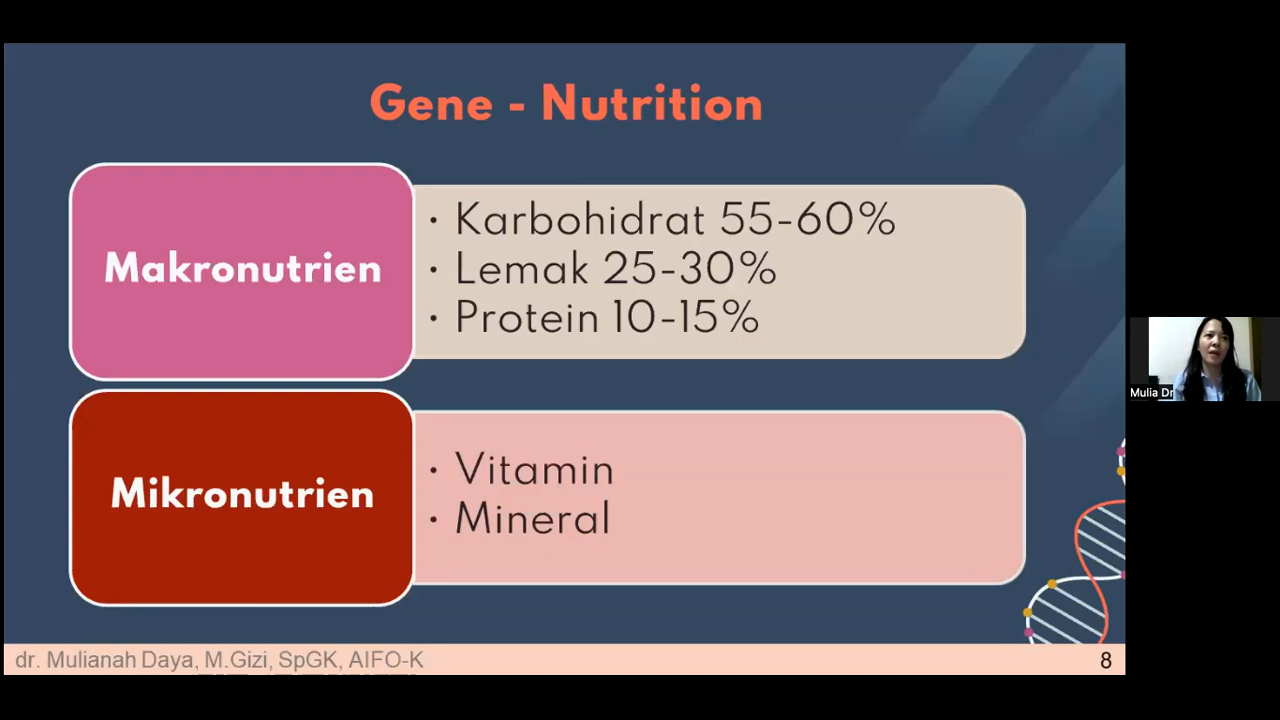 Gene - Nutrition
Makronutrien
• Karbohidrat 55-60%
• Lemak 25-30%
• Protein 10-15%
Mikronutrien
• Vitamin
• Mineral
Mulia Dr
dr. Mulianah Daya, M.Gizi, SpGK, AIFO-K
8